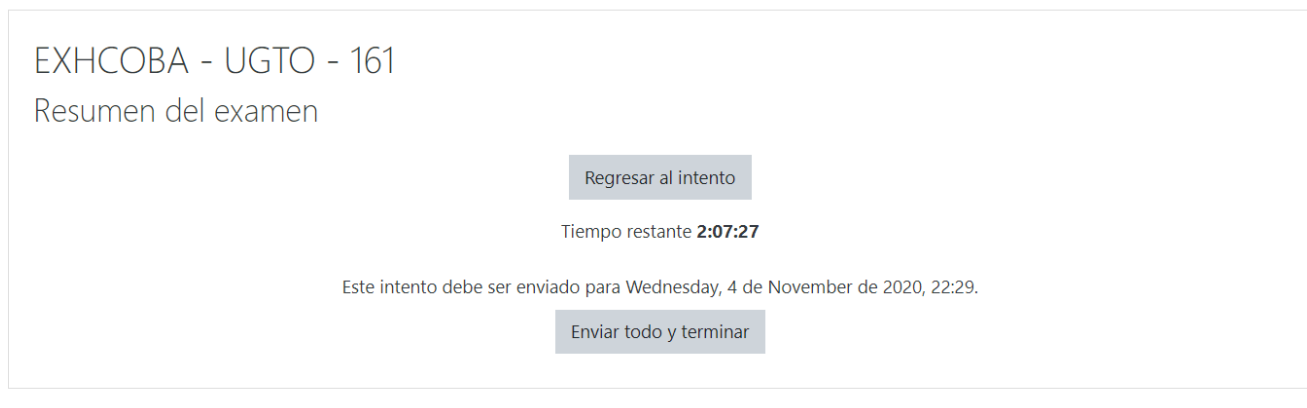 EXHCOBA - UGTO - 161
Resumen del examen
Regresar al intento
Tiempo restante 2:07:27
Este intento debe ser enviado para Wednesday, 4 de November de 2020, 22:29.
Enviar todo y terminar